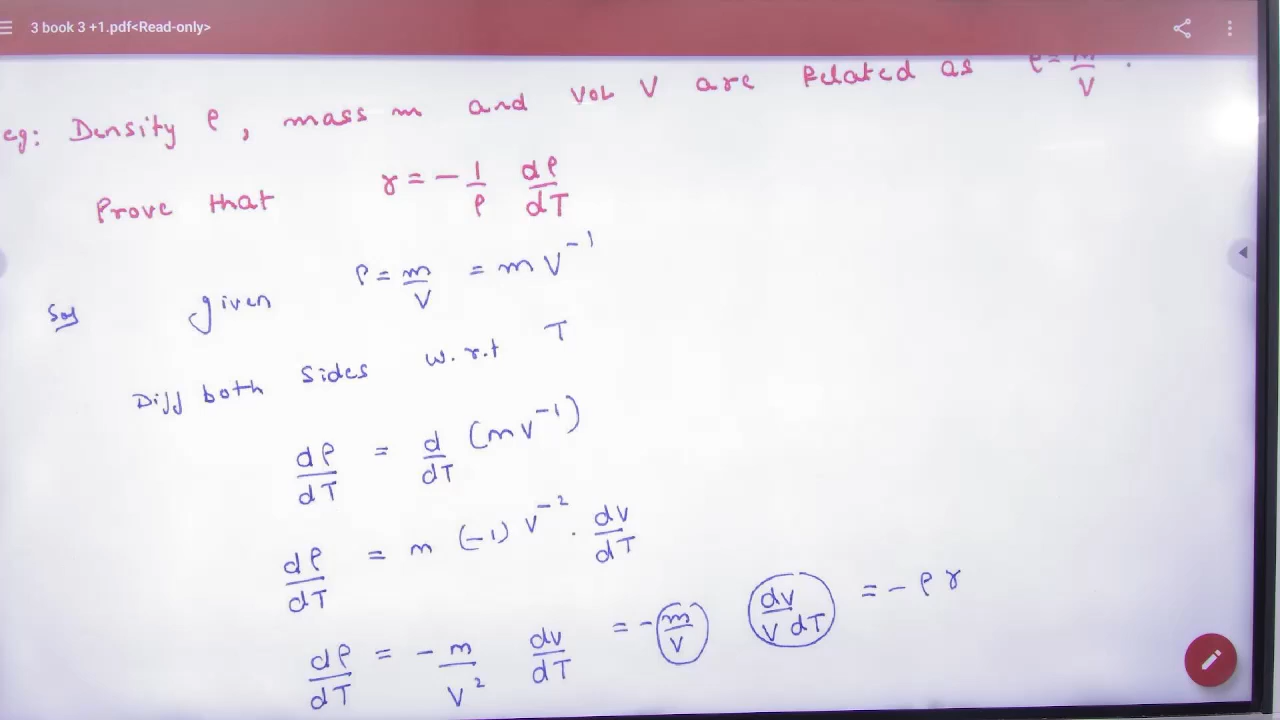 3 book 3 +1.pdf<Read-only>
eg: Density ρ, mass m and Vol V are Related as ρ = m/V.
Prove that γ = - 1/ρ dρ/dT
Sol given ρ = m/V = m V⁻¹
Diff both sides w.r.t T
dρ/dT = d/dT (mV⁻¹)
dρ/dT = m (-1) V⁻² . dv/dT
dρ/dT = - m/V² dv/dT = - m/V dv/V dT = - ρ γ